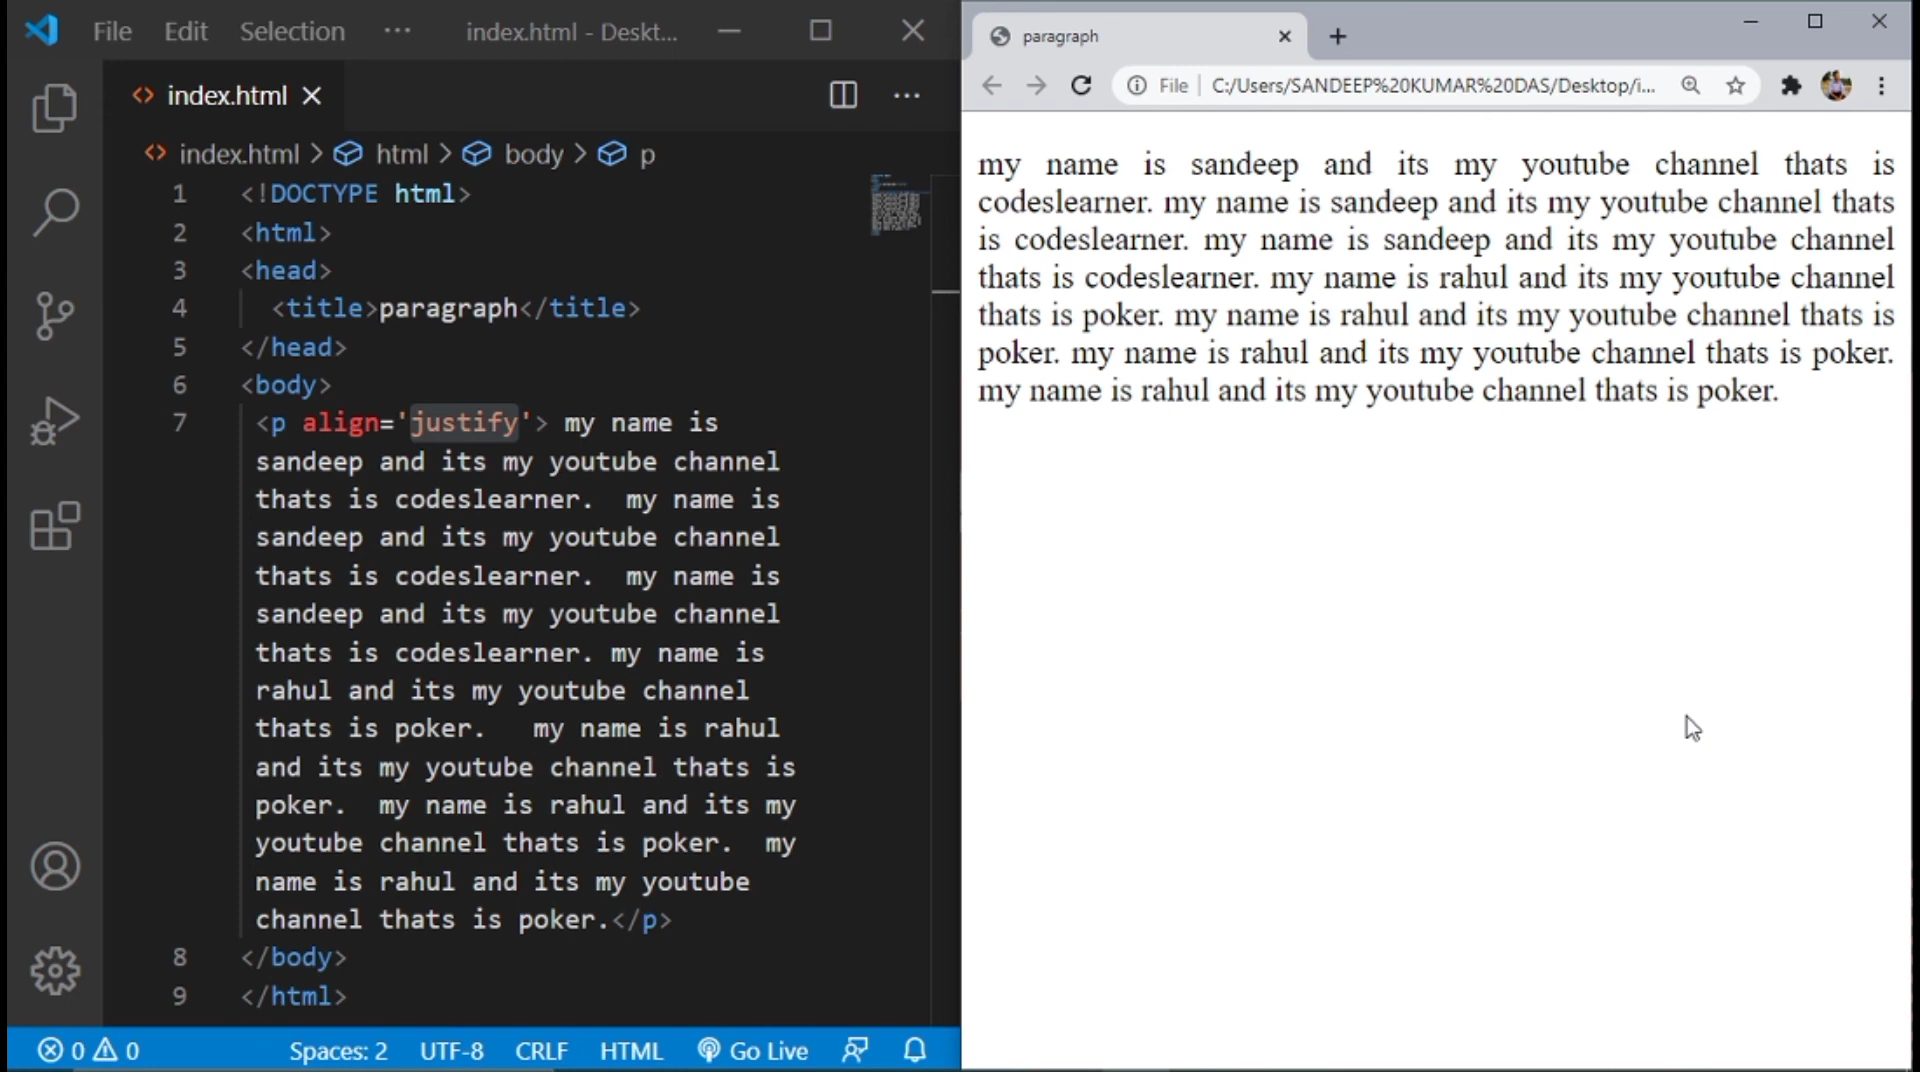 File Edit Selection ··· index.html - Deskt...
index.html
index.html > html > body > p
1 <!DOCTYPE html>
2 <html>
3 <head>
4 <title>paragraph</title>
5 </head>
6 <body>
7 <p align='justify'> my name is
sandeep and its my youtube channel
thats is codeslearner.  my name is
sandeep and its my youtube channel
thats is codeslearner.  my name is
sandeep and its my youtube channel
thats is codeslearner. my name is
rahul and its my youtube channel
thats is poker.   my name is rahul
and its my youtube channel thats is
poker.  my name is rahul and its my
youtube channel thats is poker.  my
name is rahul and its my youtube
channel thats is poker.</p>
8 </body>
9 </html>
0 0 Spaces: 2 UTF-8 CRLF HTML Go Live
paragraph
File C:/Users/SANDEEP%20KUMAR%20DAS/Desktop/i...
my name is sandeep and its my youtube channel thats is
codeslearner. my name is sandeep and its my youtube channel thats
is codeslearner. my name is sandeep and its my youtube channel
thats is codeslearner. my name is rahul and its my youtube channel
thats is poker. my name is rahul and its my youtube channel thats is
poker. my name is rahul and its my youtube channel thats is poker.
my name is rahul and its my youtube channel thats is poker.